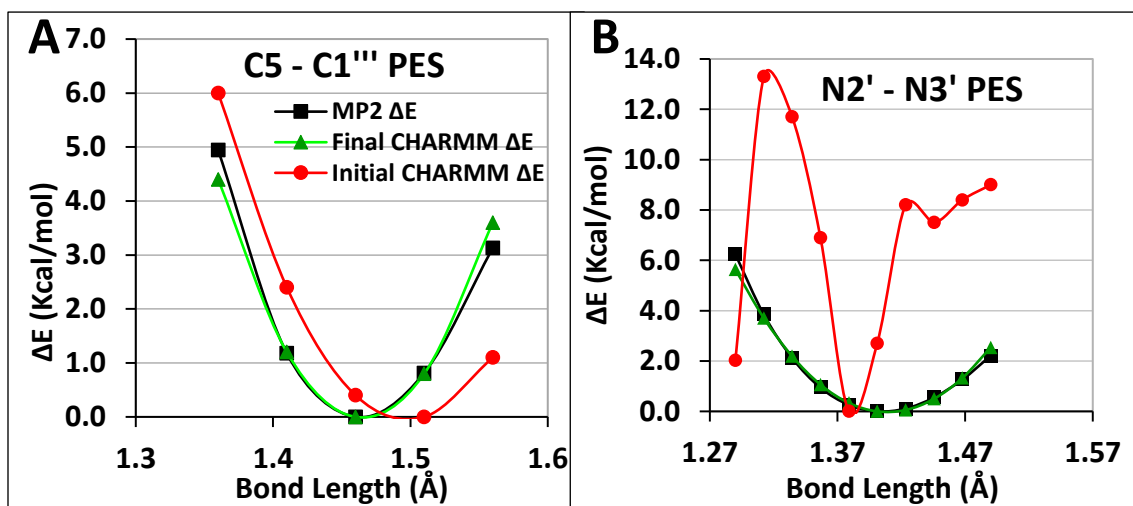 A
C5 - C1''' PES
MP2 ΔE
Final CHARMM ΔE
Initial CHARMM ΔE
ΔE (Kcal/mol)
7.0
6.0
5.0
4.0
3.0
2.0
1.0
0.0
1.3 1.4 1.5 1.6
Bond Length (Å)
B
N2' - N3' PES
ΔE (Kcal/mol)
14.0
12.0
10.0
8.0
6.0
4.0
2.0
0.0
1.27 1.37 1.47 1.57
Bond Length (Å)